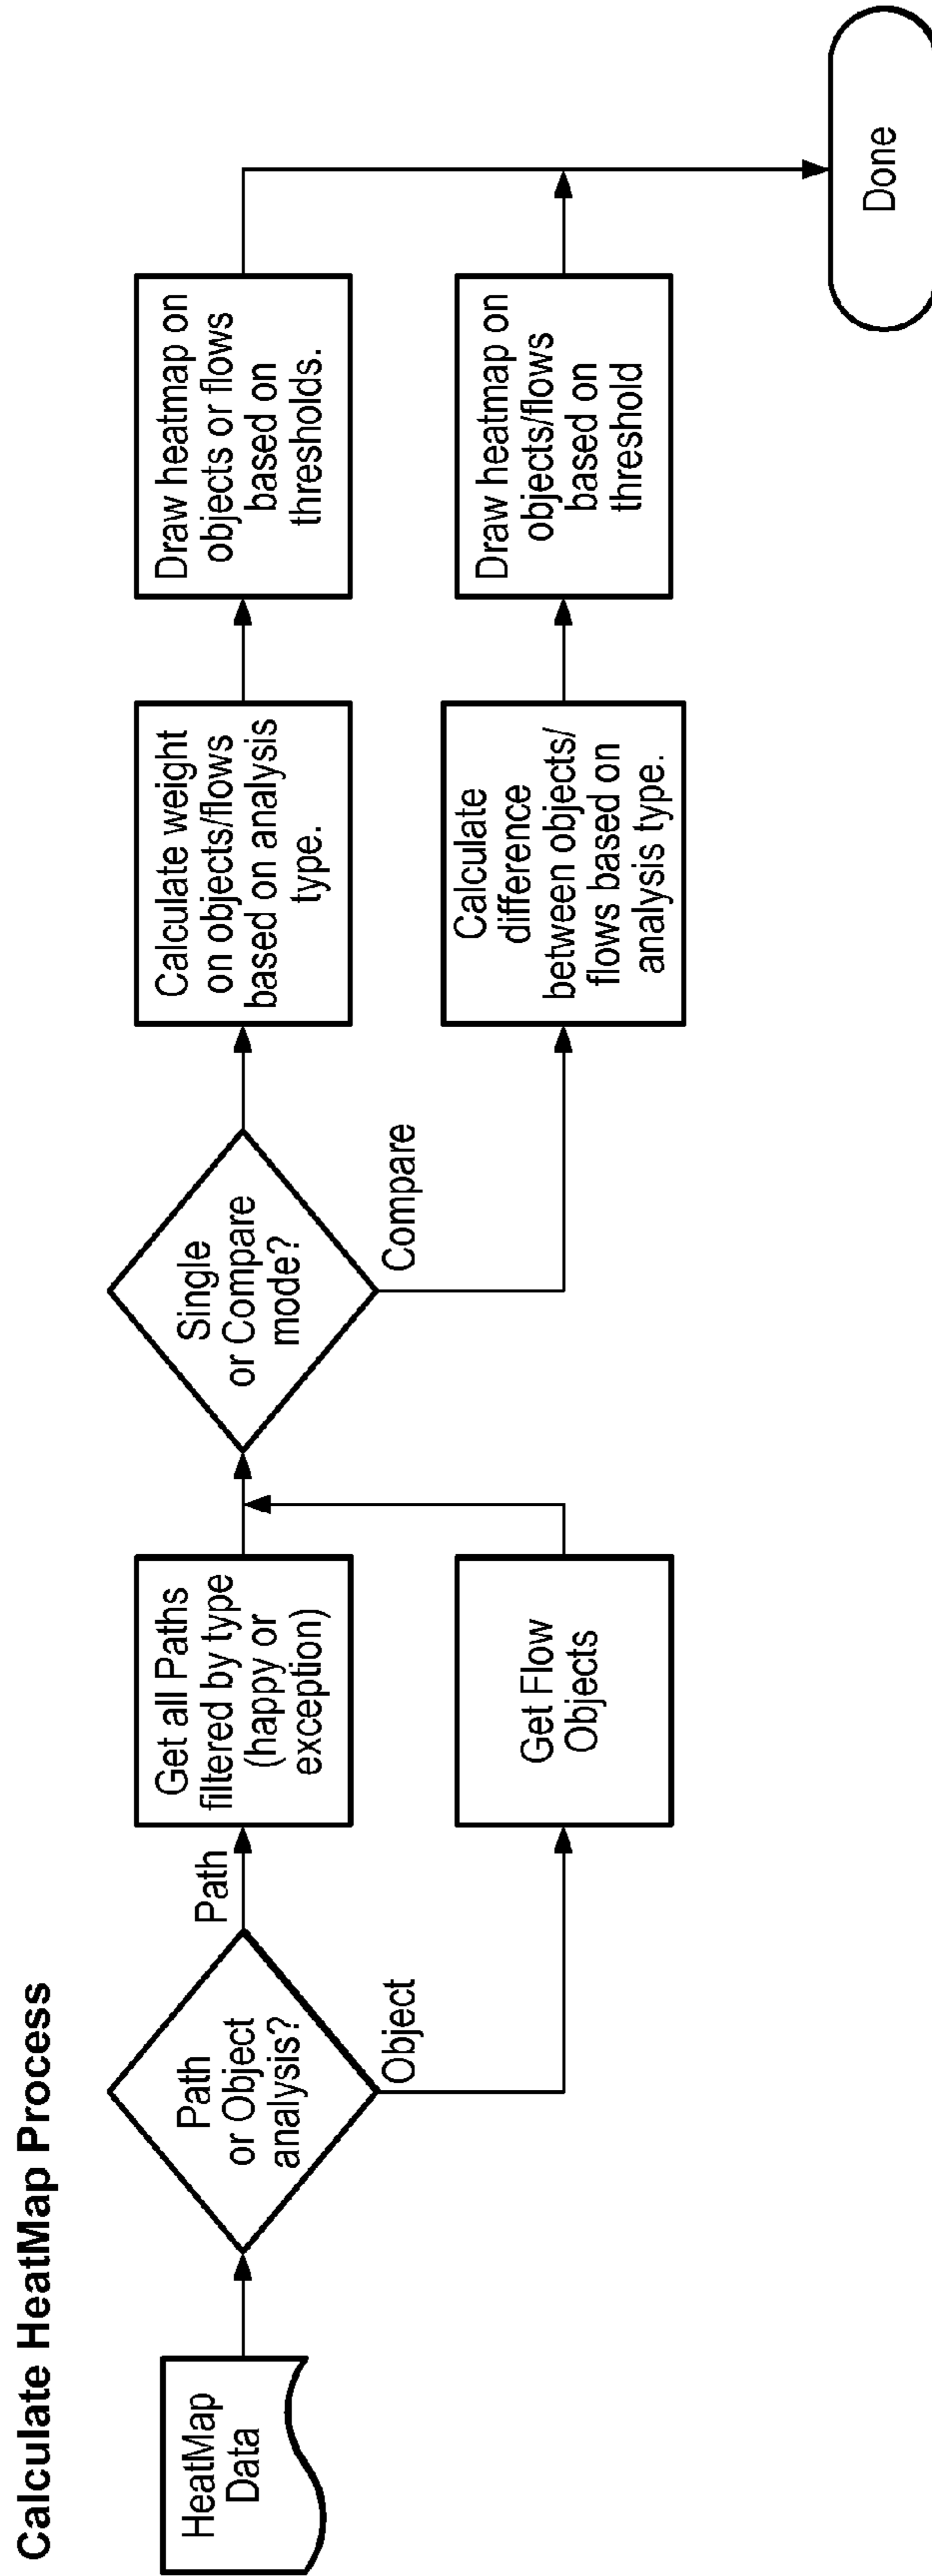 Calculate HeatMap Process
HeatMap
Data
Path
or Object
analysis?
Path
Object
Get all Paths
filtered by type
(happy or
exception)
Get Flow
Objects
Single
or Compare
mode?
Compare
Calculate weight
on objects/flows
based on analysis
type.
Calculate
difference
between objects/
flows based on
analysis type.
Draw heatmap on
objects or flows
based on
thresholds.
Draw heatmap on
objects/flows
based on
threshold
Done